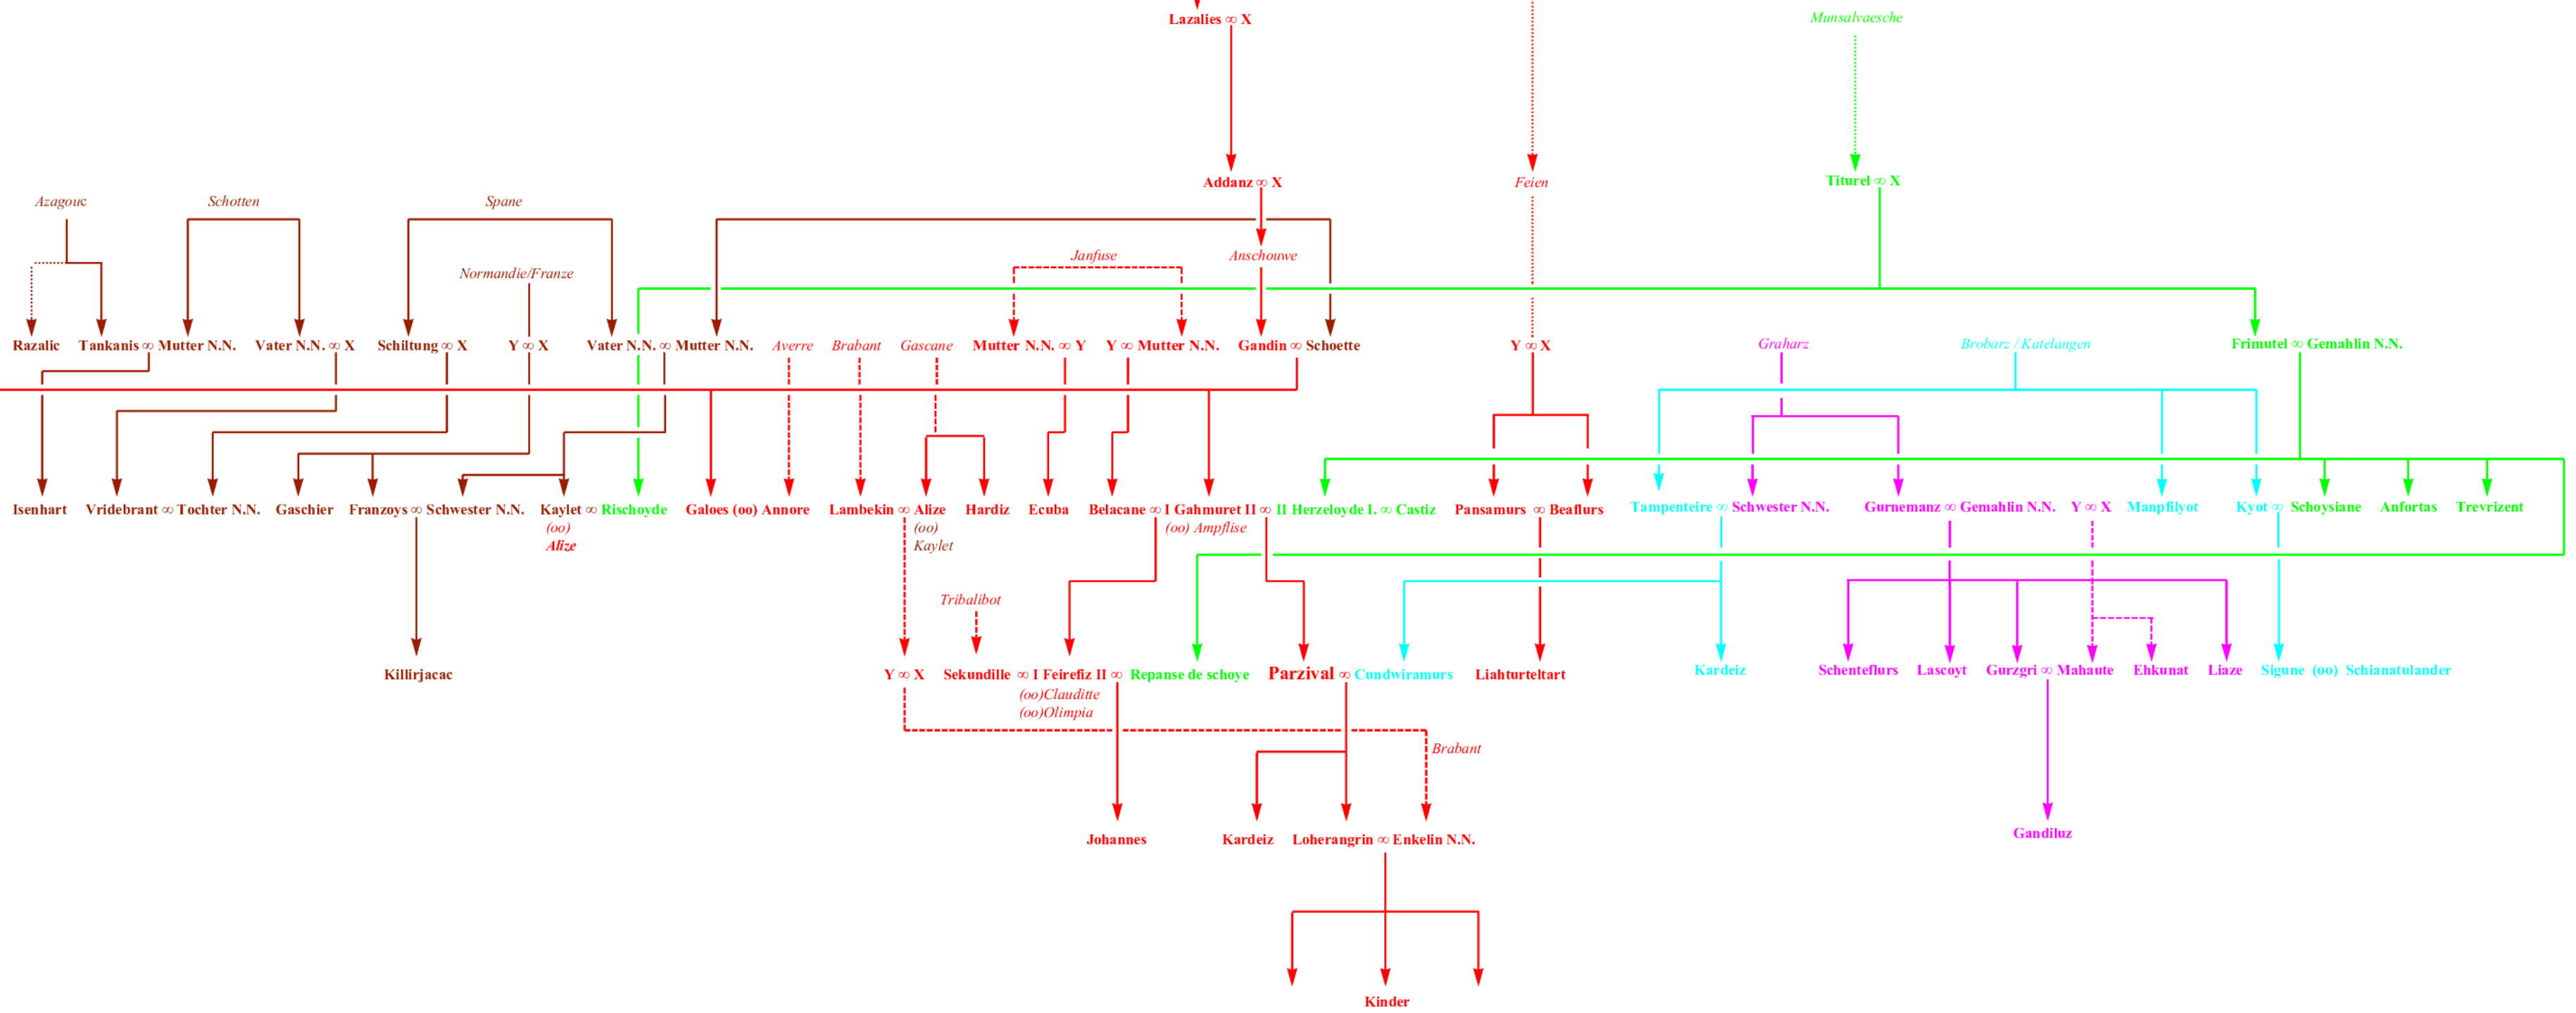 Lazalies ∞ X
Munsalvaesche
Addanz ∞ X
Feien
Titurel ∞ X
Azagouc
Schotten
Spane
Normandie/Franze
Janfuse
Anschouwe
Razalic
Tankanis ∞ Mutter N.N.
Vater N.N. ∞ X
Schiltung ∞ X
Y ∞ X
Vater N.N. ∞ Mutter N.N.
Averre
Brabant
Gascane
Mutter N.N. ∞ Y
Y ∞ Mutter N.N.
Gandin ∞ Schoette
Y ∞ X
Graharz
Brobarz / Katelangen
Frimutel ∞ Gemahlin N.N.
Isenhart
Vridebrant ∞ Tochter N.N.
Gaschier
Franzoys ∞ Schwester N.N.
Kaylet ∞ Rischoyde
(oo)
Alize
Galoes (oo) Annore
Lambekin ∞ Alize
(oo)
Kaylet
Hardiz
Ecuba
Belacane ∞ I Gahmuret II ∞ II Herzeloyde I. ∞ Castiz
(oo) Ampflise
Pansamurs ∞ Beaflurs
Tampenteire ∞ Schwester N.N.
Gurnemanz ∞ Gemahlin N.N.
Y ∞ X
Manpfilyot
Kyot ∞ Schoysiane
Anfortas
Trevrizent
Tribalibot
Killirjacac
Y ∞ X
Sekundille ∞ I Feirefiz II ∞ Repanse de schoye
(oo)Clauditte
(oo)Olimpia
Parzival ∞ Cundwiramurs
Liahturteltart
Kardeiz
Schenteflurs
Lascoyt
Gurzgri ∞ Mahaute
Ehkunat
Liaze
Sigune (oo) Schianatulander
Brabant
Johannes
Kardeiz
Loherangrin ∞ Enkelin N.N.
Gandiluz
Kinder